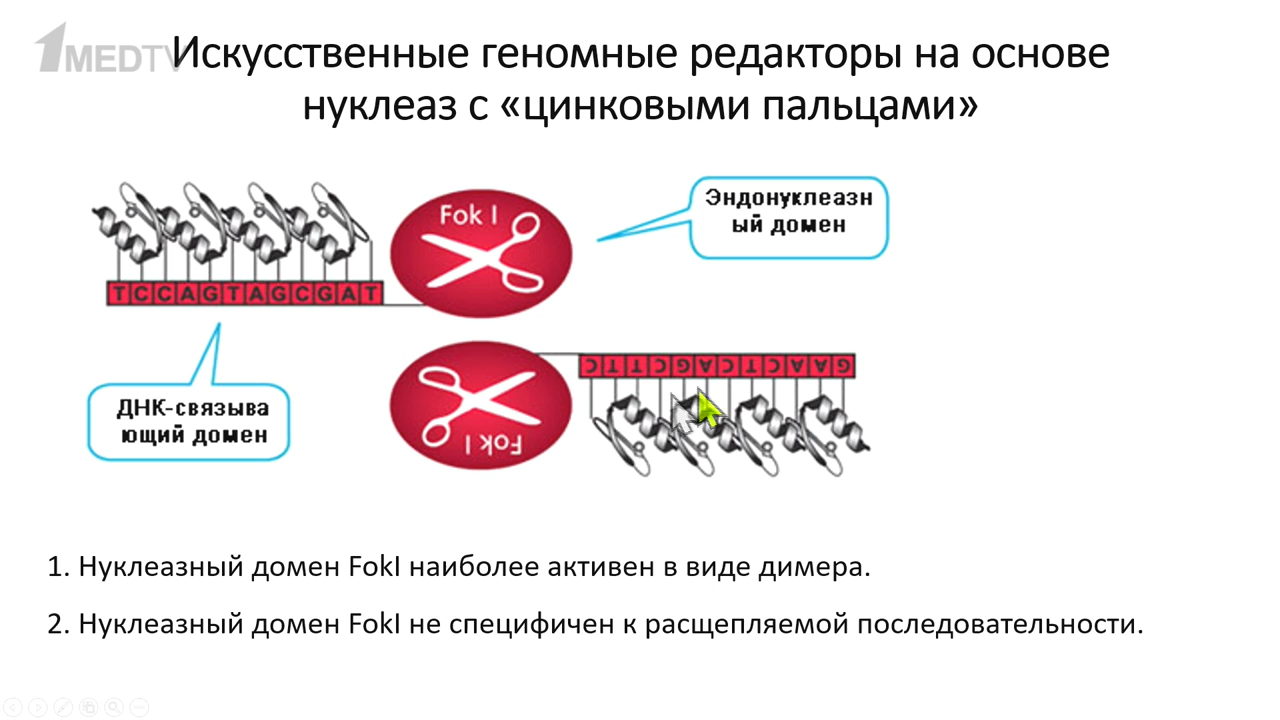 1MEDTV
Искусственные геномные редакторы на основе
нуклеаз с «цинковыми пальцами»
Fok I
Эндонуклеазн
ый домен
TCCAGTAGCGAT
GAACTCAGCTTC
Fok I
ДНК-связыва
ющий домен
1. Нуклеазный домен FokI наиболее активен в виде димера.
2. Нуклеазный домен FokI не специфичен к расщепляемой последовательности.